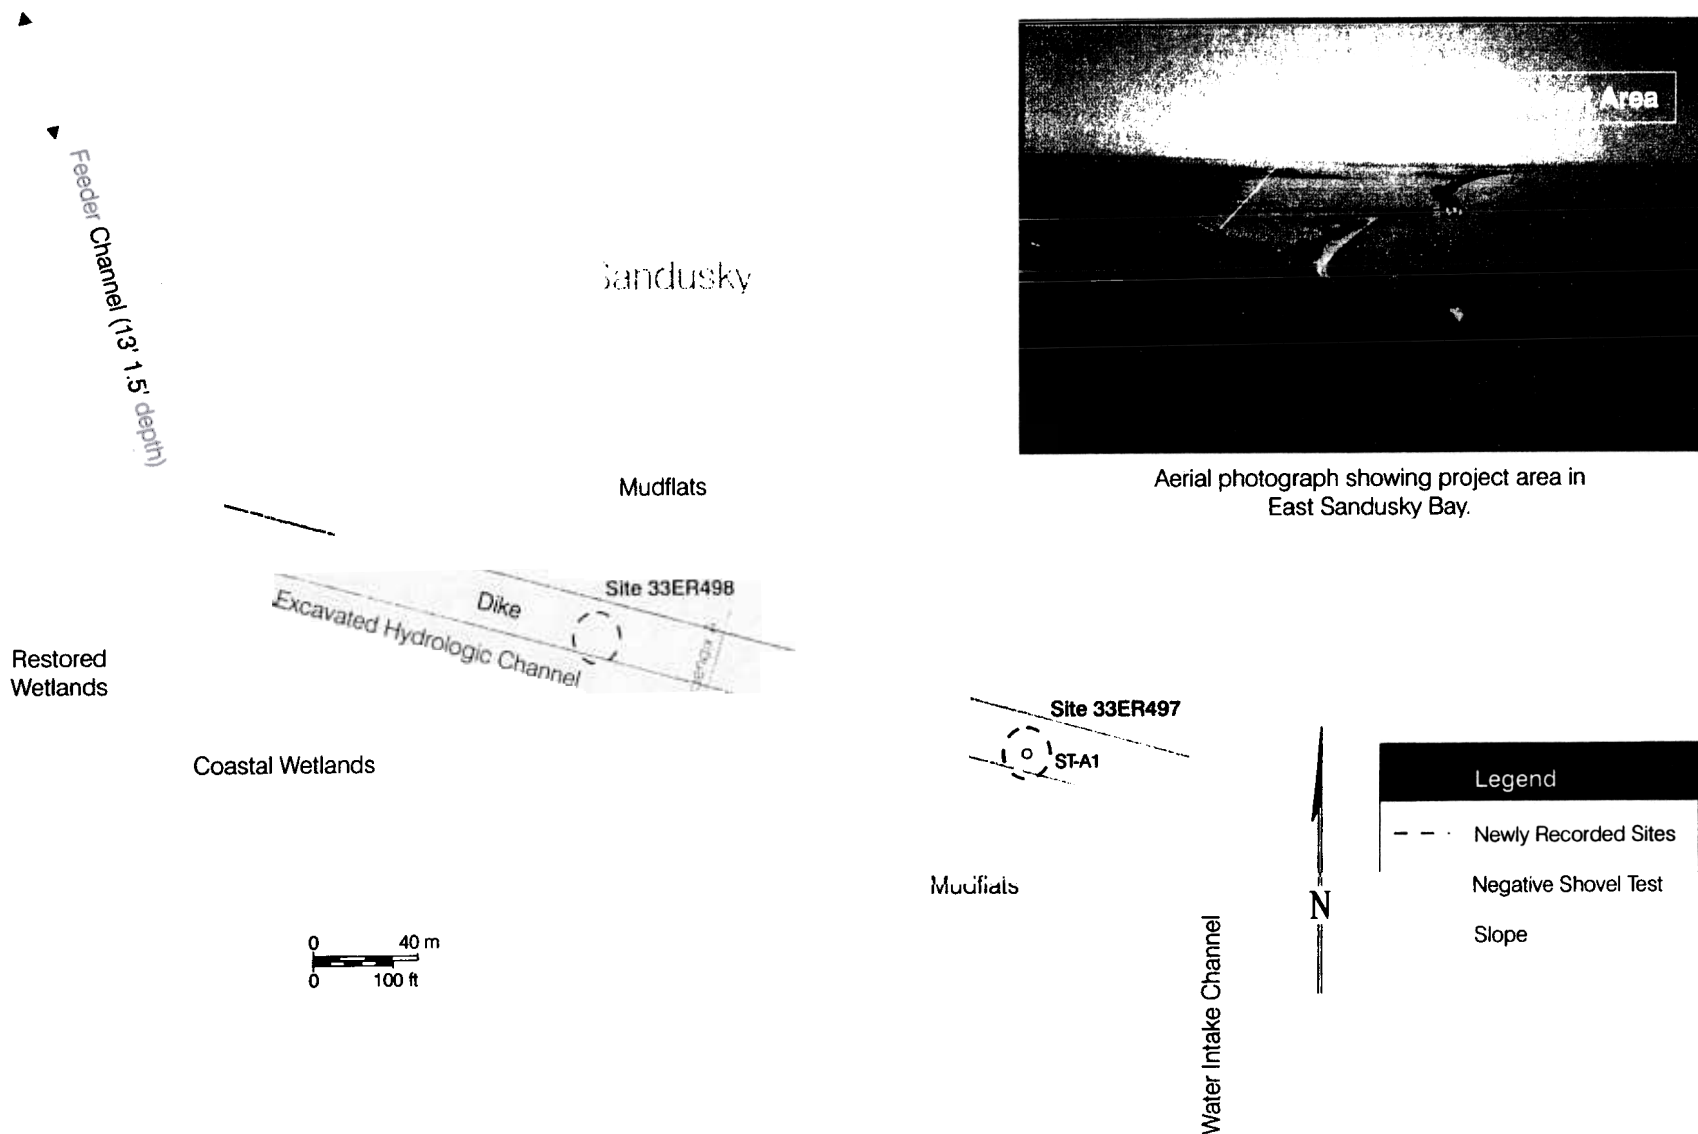 Feeder Channel (13' 1.5' depth)
Sandusky
Area
Aerial photograph showing project area in
East Sandusky Bay.
Mudflats
Site 33ER498
Dike
Excavated Hydrologic Channel
Restored
Wetlands
Coastal Wetlands
Site 33ER497
ST-A1
Mudflats
Water Intake Channel
0 40 m
0 100 ft
N
Legend
Newly Recorded Sites
Negative Shovel Test
Slope